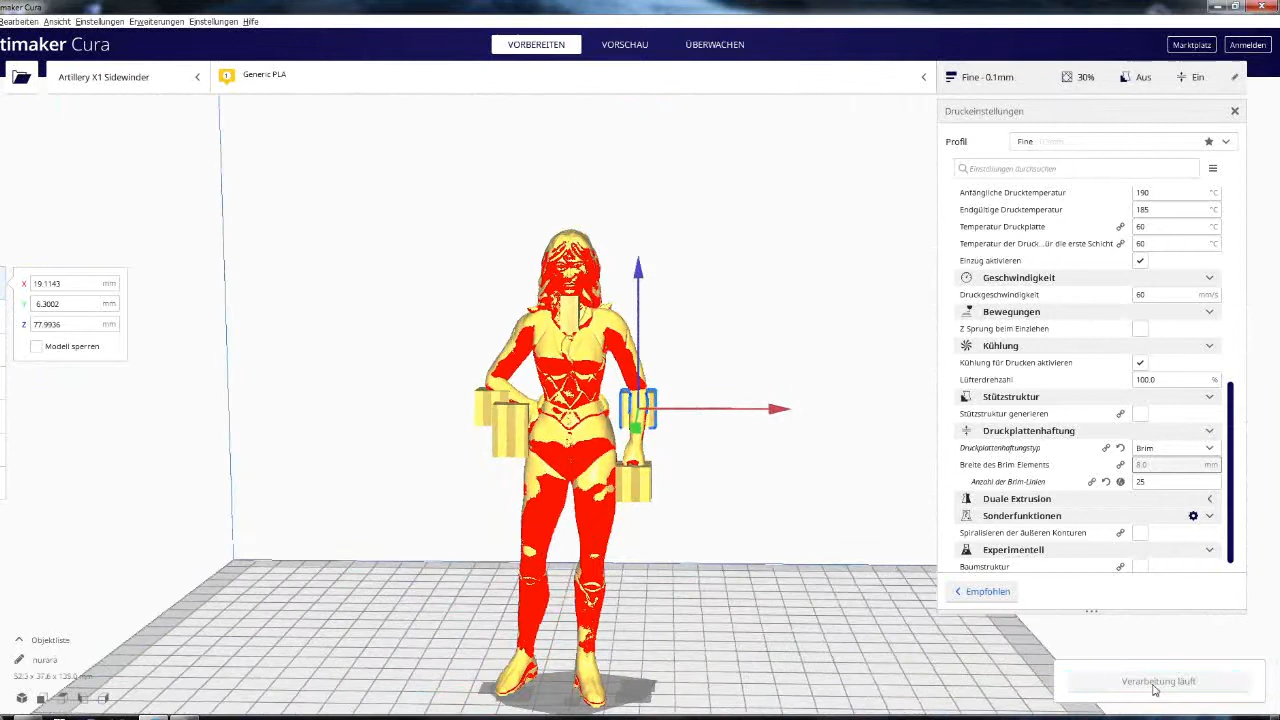 maker Cura
Bearbeiten Ansicht Einstellungen Erweiterungen Einstellungen Hilfe
timaker Cura
VORBEREITEN
VORSCHAU
ÜBERWACHEN
Marktplatz
Anmelden
Artillery X1 Sidewinder
1
Generic PLA
Fine - 0.1mm
30%
Aus
Ein
Druckeinstellungen
Profil
Fine 0.1mm
Einstellungen durchsuchen
Anfängliche Drucktemperatur 190 °C
Endgültige Drucktemperatur 185 °C
Temperatur Druckplatte 60 °C
Temperatur der Druck...ür die erste Schicht 60 °C
Einzug aktivieren
Geschwindigkeit
Druckgeschwindigkeit 60 mm/s
Bewegungen
Z Sprung beim Einziehen
Kühlung
Kühlung für Drucken aktivieren
Lüfterdrehzahl 100.0 %
Stützstruktur
Stützstruktur generieren
Druckplattenhaftung
Druckplattenhaftungstyp Brim
Breite des Brim Elements 8.0 mm
Anzahl der Brim-Linien 25
Duale Extrusion
Sonderfunktionen
Spiralisieren der äußeren Konturen
Experimentell
Baumstruktur
Empfohlen
X 19.1143 mm
Y 6.3002 mm
Z 77.9936 mm
Modell sperren
Objektliste
nurara
Verarbeitung läuft